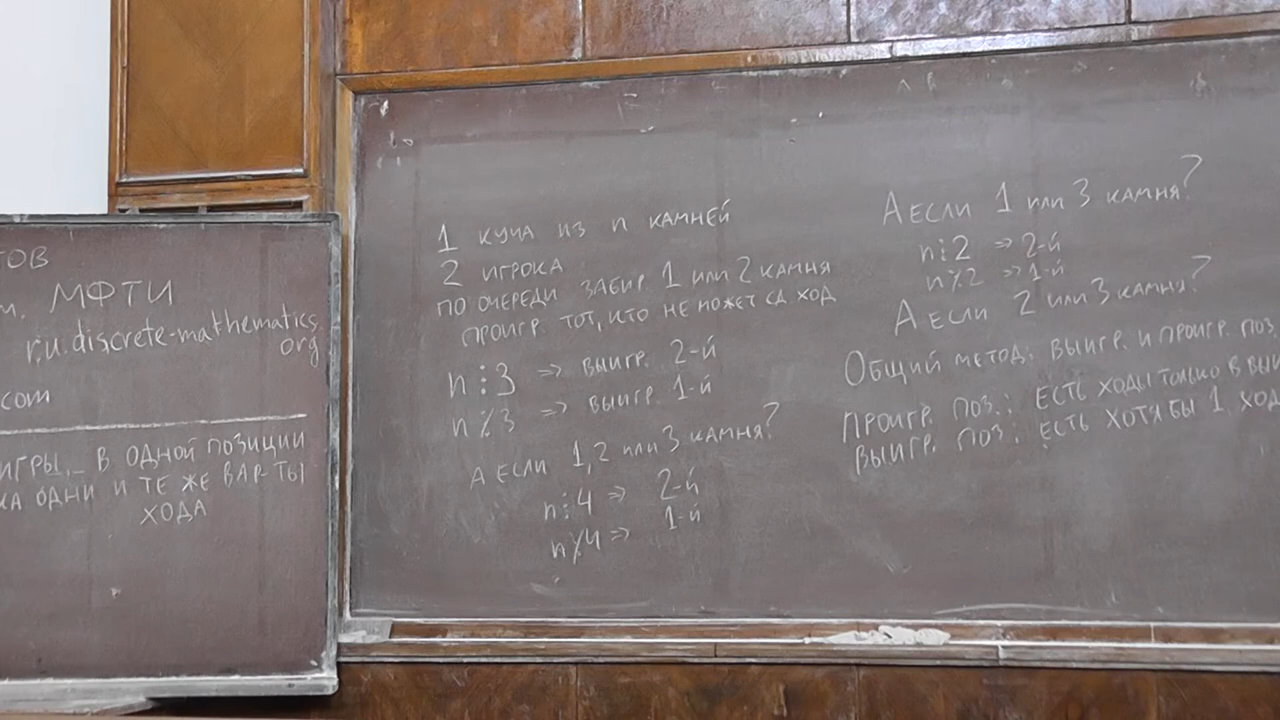 ТОВ
МФТИ
ru.discrete-mathematics.
org
com
ИГРЫ – В ОДНОЙ ПОЗИЦИИ
КА ОДНИ И ТЕ ЖЕ ВАР-ТЫ
ХОДА
1 КУЧА ИЗ n КАМНЕЙ
2 ИГРОКА
ПО ОЧЕРЕДИ ЗАБИР. 1 ИЛИ 2 КАМНЯ
ПРОИГР. ТОТ, КТО НЕ МОЖЕТ СД. ХОД
n⋮3 => ВЫИГР. 2-Й
n⋮̸3 => ВЫИГР. 1-Й
А ЕСЛИ 1, 2 ИЛИ 3 КАМНЯ?
n⋮4 => 2-Й
n⋮̸4 => 1-Й
А ЕСЛИ 1 ИЛИ 3 КАМНЯ?
n⋮2 => 2-Й
n⋮̸2 => 1-Й
А ЕСЛИ 2 ИЛИ 3 КАМНЯ?
ОБЩИЙ МЕТОД: ВЫИГР. И ПРОИГР. ПОЗ
ПРОИГР. ПОЗ.: ЕСТЬ ХОДЫ ТОЛЬКО В ВЫИ
ВЫИГР. ПОЗ.: ЕСТЬ ХОТЯ БЫ 1 ХОД